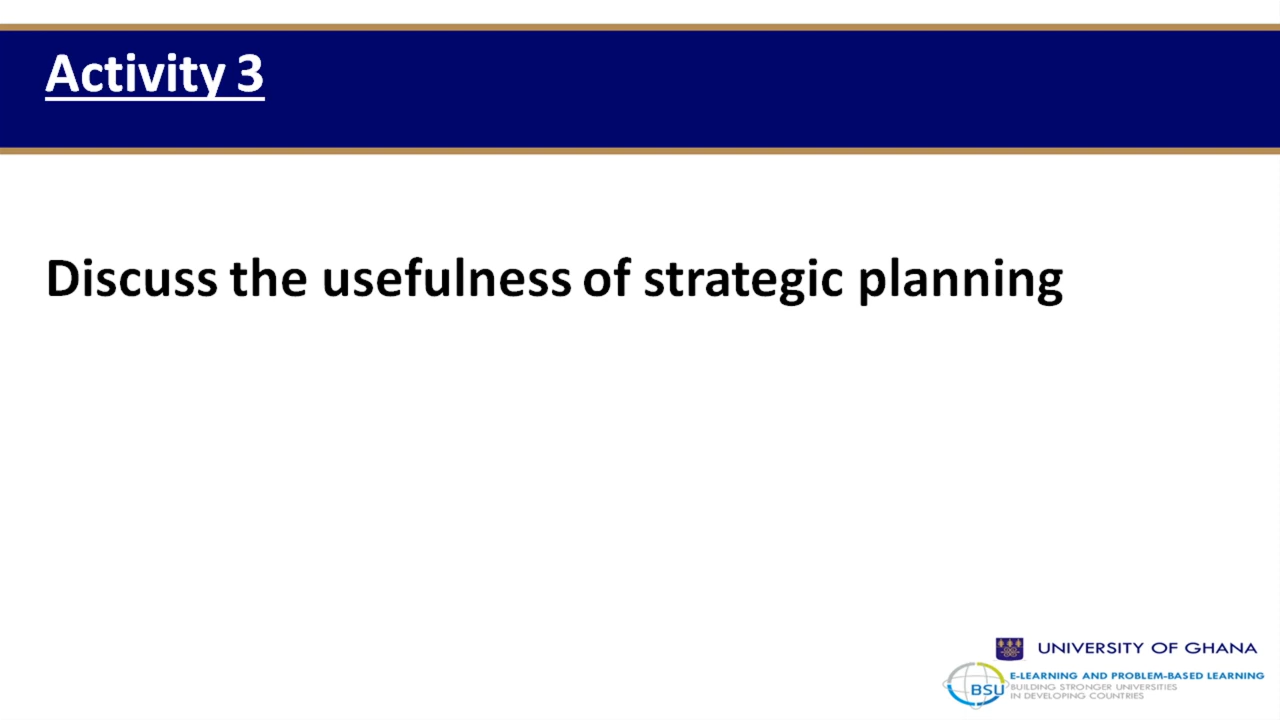 Activity 3
Discuss the usefulness of strategic planning
UNIVERSITY OF GHANA
BSU
E-LEARNING AND PROBLEM-BASED LEARNING
BUILDING STRONGER UNIVERSITIES
IN DEVELOPING COUNTRIES